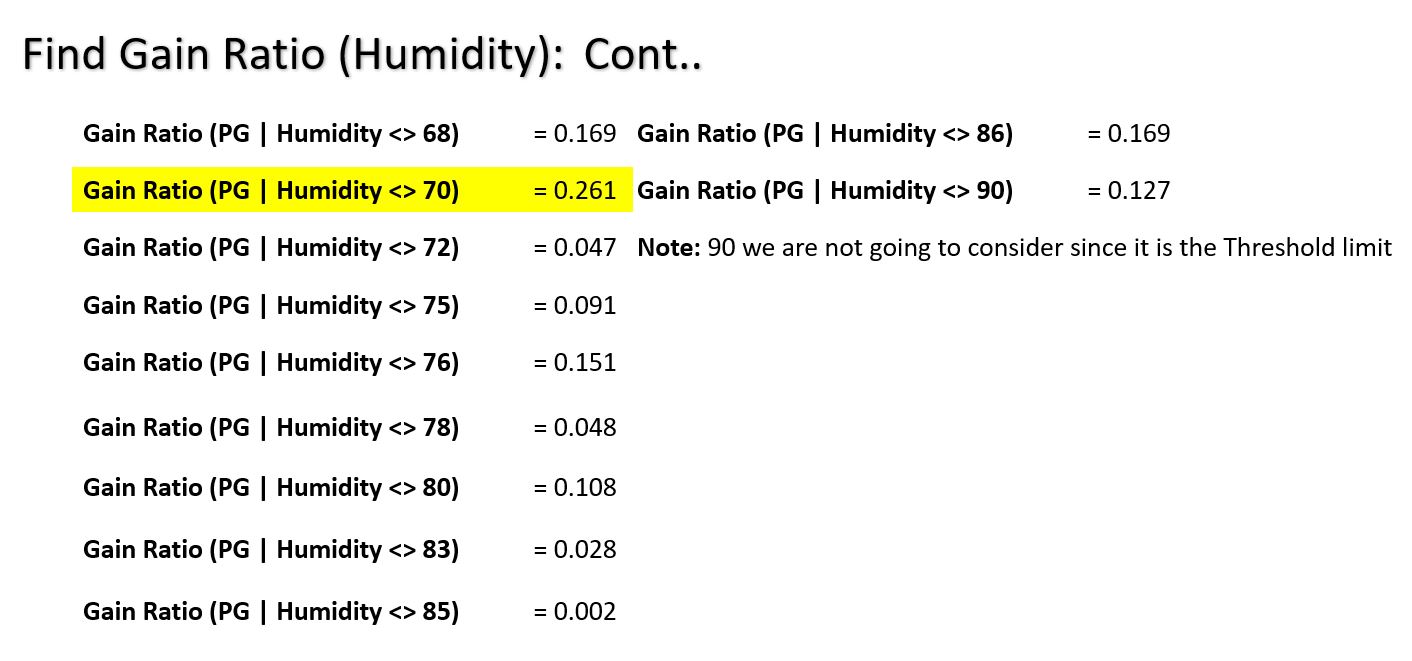 Find Gain Ratio (Humidity): Cont..
Gain Ratio (PG | Humidity <> 68) = 0.169
Gain Ratio (PG | Humidity <> 70) = 0.261
Gain Ratio (PG | Humidity <> 72) = 0.047
Gain Ratio (PG | Humidity <> 75) = 0.091
Gain Ratio (PG | Humidity <> 76) = 0.151
Gain Ratio (PG | Humidity <> 78) = 0.048
Gain Ratio (PG | Humidity <> 80) = 0.108
Gain Ratio (PG | Humidity <> 83) = 0.028
Gain Ratio (PG | Humidity <> 85) = 0.002
Gain Ratio (PG | Humidity <> 86) = 0.169
Gain Ratio (PG | Humidity <> 90) = 0.127
Note: 90 we are not going to consider since it is the Threshold limit